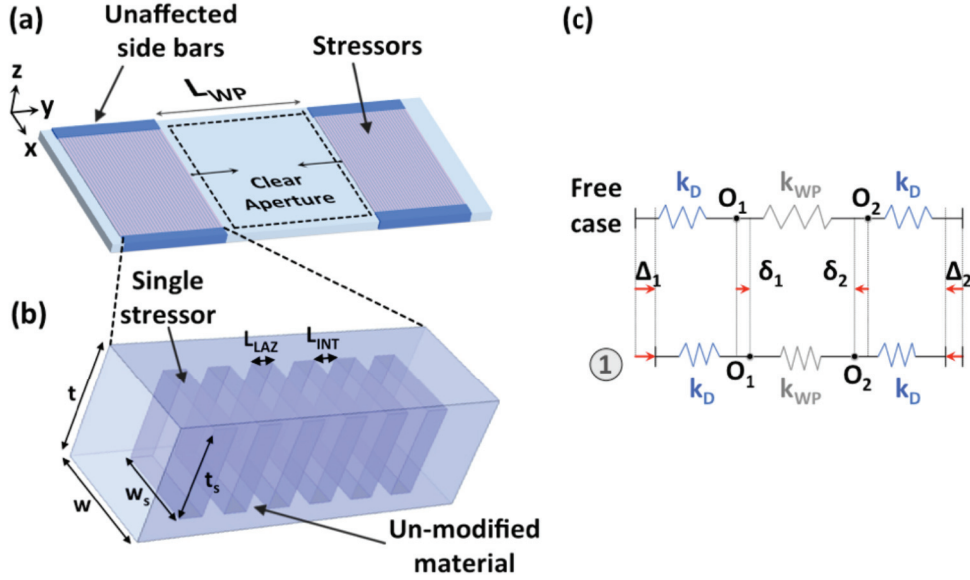 (a)
Unaffected
side bars
Stressors
L_WP
z
y
x
Clear
Aperture
(b)
Single
stressor
L_LAZ
L_INT
t
w
w_s
t_s
Un-modified
material
(c)
Free
case
k_D
k_WP
k_D
O_1
O_2
Δ_1
δ_1
δ_2
Δ_2
1
O_1
O_2
k_D
k_WP
k_D